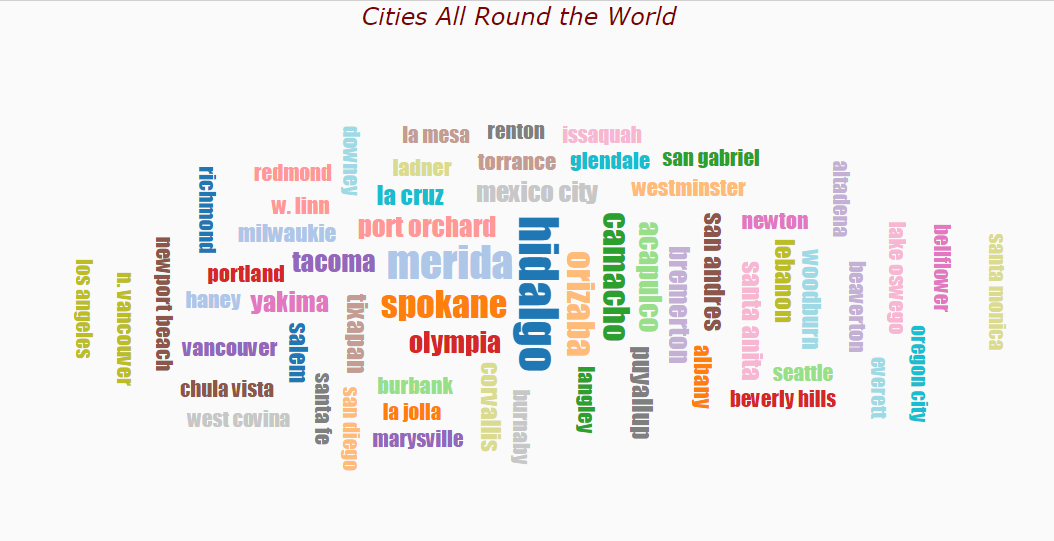 Cities All Round the World
downey
la mesa
renton
issaquah
redmond
ladner
torrance
glendale
san gabriel
richmond
la cruz
mexico city
westminster
altadena
w. linn
milwaukie
port orchard
hidalgo
camacho
acapulco
san andres
newton
lake oswego
bellflower
santa monica
los angeles
n. vancouver
newport beach
portland
tacoma
merida
orizaba
bremerton
santa anita
lebanon
woodburn
beaverton
haney
yakima
tixapan
spokane
salem
vancouver
olympia
puyallup
albany
seattle
everett
oregon city
chula vista
santa fe
san diego
burbank
corvallis
burnaby
langley
beverly hills
west covina
la jolla
marysville